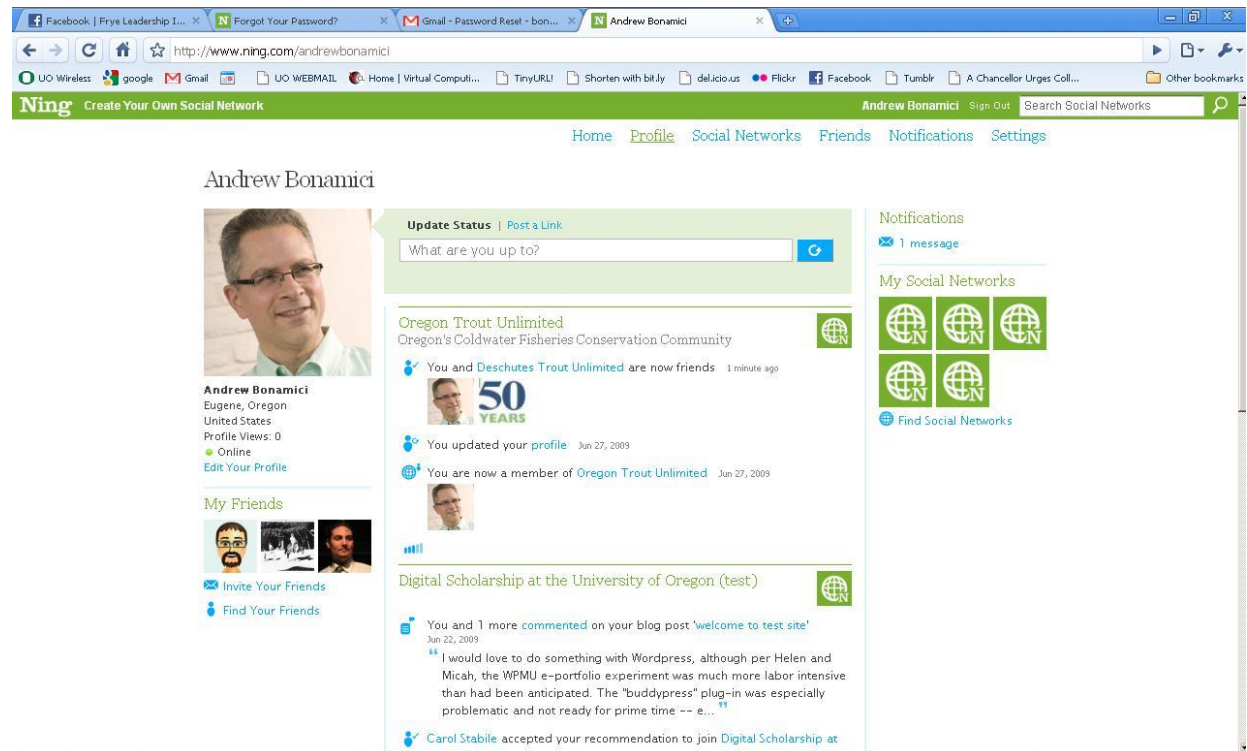 Facebook | Frye Leadership I...
Forgot Your Password?
Gmail - Password Reset - bon...
Andrew Bonamici
http://www.ning.com/andrewbonamici
UO Wireless google Gmail UO WEBMAIL Home | Virtual Computi... TinyURL! Shorten with bit.ly del.icio.us Flickr Facebook Tumblr A Chancellor Urges Coll... Other bookmarks
Ning Create Your Own Social Network
Andrew Bonamici Sign Out Search Social Networks
Home Profile Social Networks Friends Notifications Settings
Andrew Bonamici
Andrew Bonamici
Eugene, Oregon
United States
Profile Views: 0
Online
Edit Your Profile
My Friends
Invite Your Friends
Find Your Friends
Update Status | Post a Link
What are you up to?
Oregon Trout Unlimited
Oregon's Coldwater Fisheries Conservation Community
You and Deschutes Trout Unlimited are now friends 1 minute ago
50
YEARS
You updated your profile Jun 27, 2009
You are now a member of Oregon Trout Unlimited Jun 27, 2009
Digital Scholarship at the University of Oregon (test)
You and 1 more commented on your blog post 'welcome to test site'
Jun 22, 2009
" I would love to do something with Wordpress, although per Helen and
Micah, the WPMU e-portfolio experiment was much more labor intensive
than had been anticipated. The "buddypress" plug-in was especially
problematic and not ready for prime time -- e... "
Carol Stabile accepted your recommendation to join Digital Scholarship at
Notifications
1 message
My Social Networks
N N N
N N
Find Social Networks